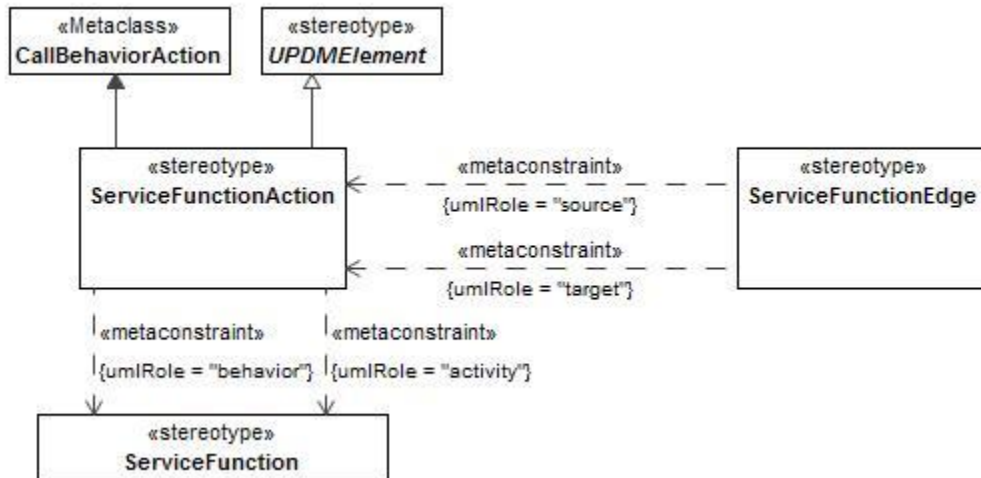 «Metaclass»
CallBehaviorAction
«stereotype»
UPDMElement
«stereotype»
ServiceFunctionAction
«metaconstraint»
{umlRole = "source"}
«metaconstraint»
{umlRole = "target"}
«stereotype»
ServiceFunctionEdge
«metaconstraint»
{umlRole = "behavior"}
«metaconstraint»
{umlRole = "activity"}
«stereotype»
ServiceFunction